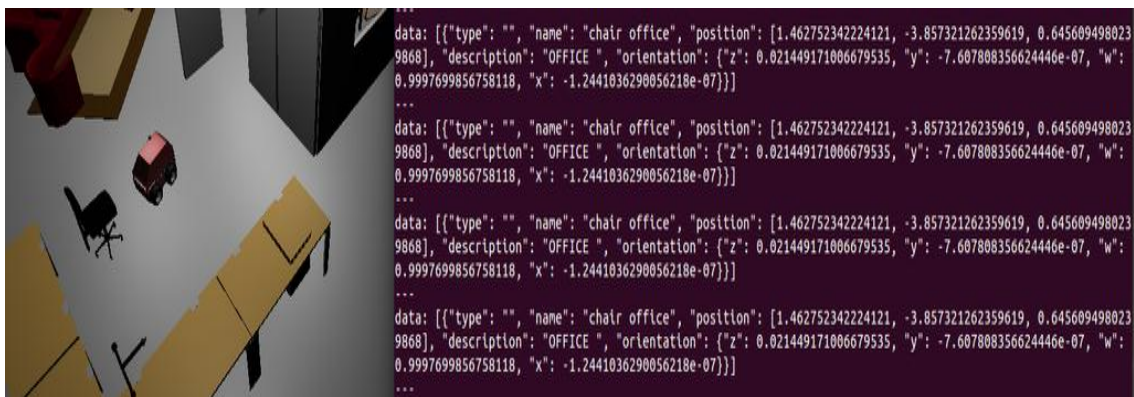 ...
data: [{"type": "", "name": "chair office", "position": [1.462752342224121, -3.857321262359619, 0.645609498023
9868], "description": "OFFICE ", "orientation": {"z": 0.021449171006679535, "y": -7.607808356624446e-07, "w":
0.9997699856758118, "x": -1.2441036290056218e-07}}]
...
data: [{"type": "", "name": "chair office", "position": [1.462752342224121, -3.857321262359619, 0.645609498023
9868], "description": "OFFICE ", "orientation": {"z": 0.021449171006679535, "y": -7.607808356624446e-07, "w":
0.9997699856758118, "x": -1.2441036290056218e-07}}]
...
data: [{"type": "", "name": "chair office", "position": [1.462752342224121, -3.857321262359619, 0.645609498023
9868], "description": "OFFICE ", "orientation": {"z": 0.021449171006679535, "y": -7.607808356624446e-07, "w":
0.9997699856758118, "x": -1.2441036290056218e-07}}]
...
data: [{"type": "", "name": "chair office", "position": [1.462752342224121, -3.857321262359619, 0.645609498023
9868], "description": "OFFICE ", "orientation": {"z": 0.021449171006679535, "y": -7.607808356624446e-07, "w":
0.9997699856758118, "x": -1.2441036290056218e-07}}]
...